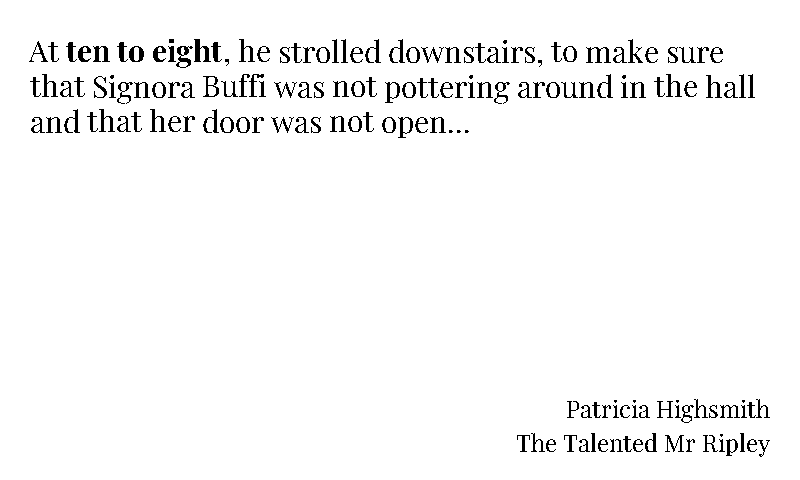 At ten to eight, he strolled downstairs, to make sure
that Signora Buffi was not pottering around in the hall
and that her door was not open...
Patricia Highsmith
The Talented Mr Ripley